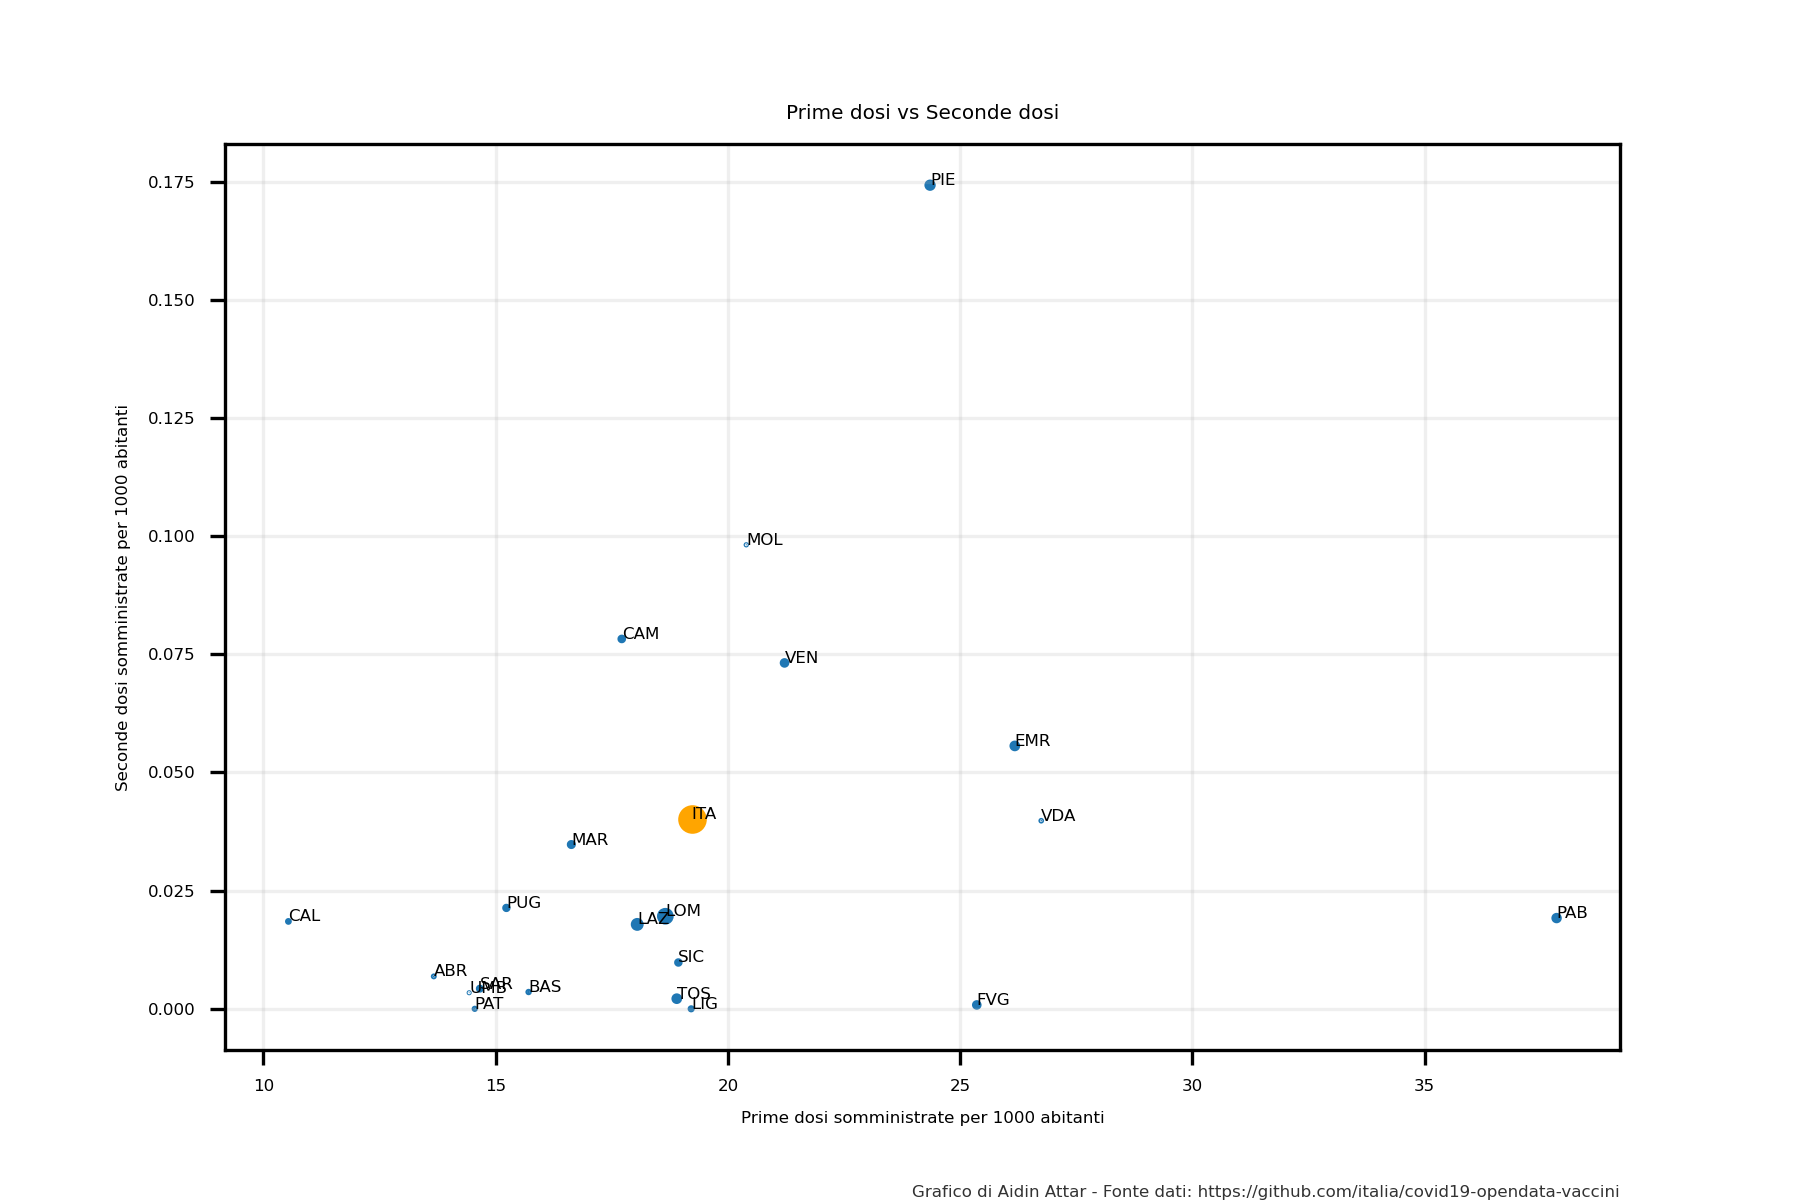 Prime dosi vs Seconde dosi
0.175
0.150
0.125
0.100
0.075
0.050
0.025
0.000
Seconde dosi somministrate per 1000 abitanti
PIE
MOL
CAM
VEN
EMR
ITA
VDA
MAR
PUG
LOM
LAZ
CAL
PAB
SIC
ABR
SAR
UMB
BAS
TOS
LIG
PAT
FVG
10 15 20 25 30 35
Prime dosi somministrate per 1000 abitanti
Grafico di Aidin Attar - Fonte dati: https://github.com/italia/covid19-opendata-vaccini